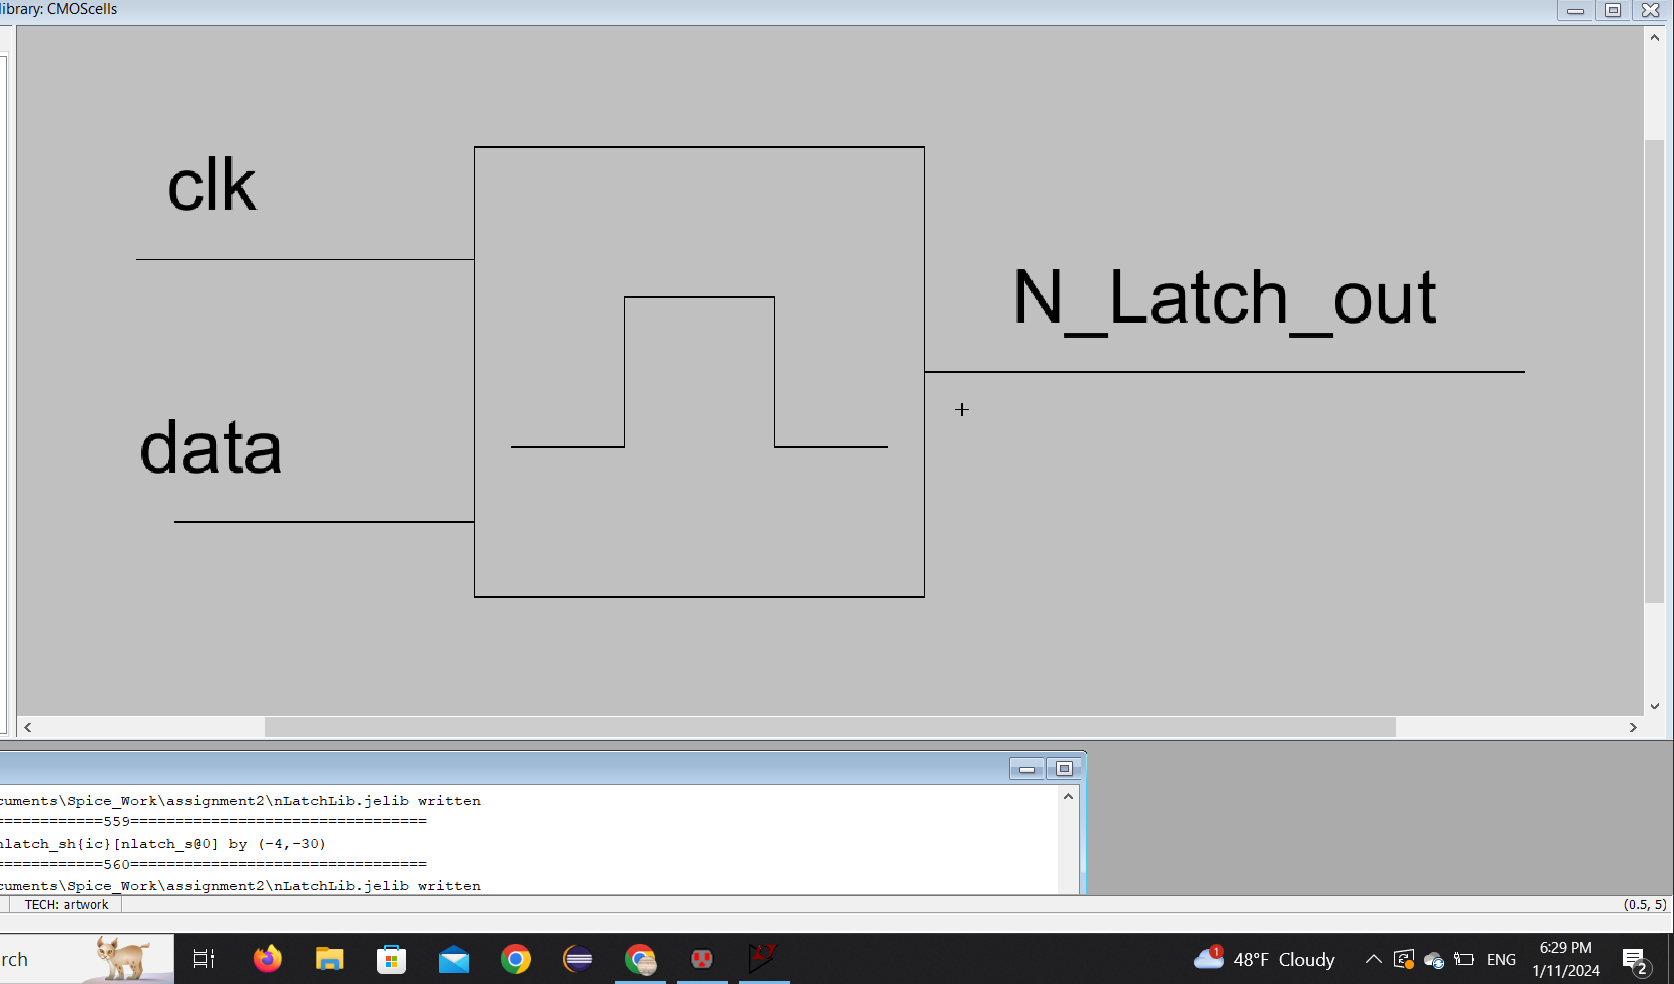 library: CMOScells
clk
N_Latch_out
data
cuments\Spice_Work\assignment2\nLatchLib.jelib written
============559=================================
nlatch_sh{ic}[nlatch_s@0] by (-4,-30)
============560=================================
cuments\Spice_Work\assignment2\nLatchLib.jelib written
TECH: artwork
(0.5, 5)
rch
1
48°F Cloudy
ENG
6:29 PM
1/11/2024
2